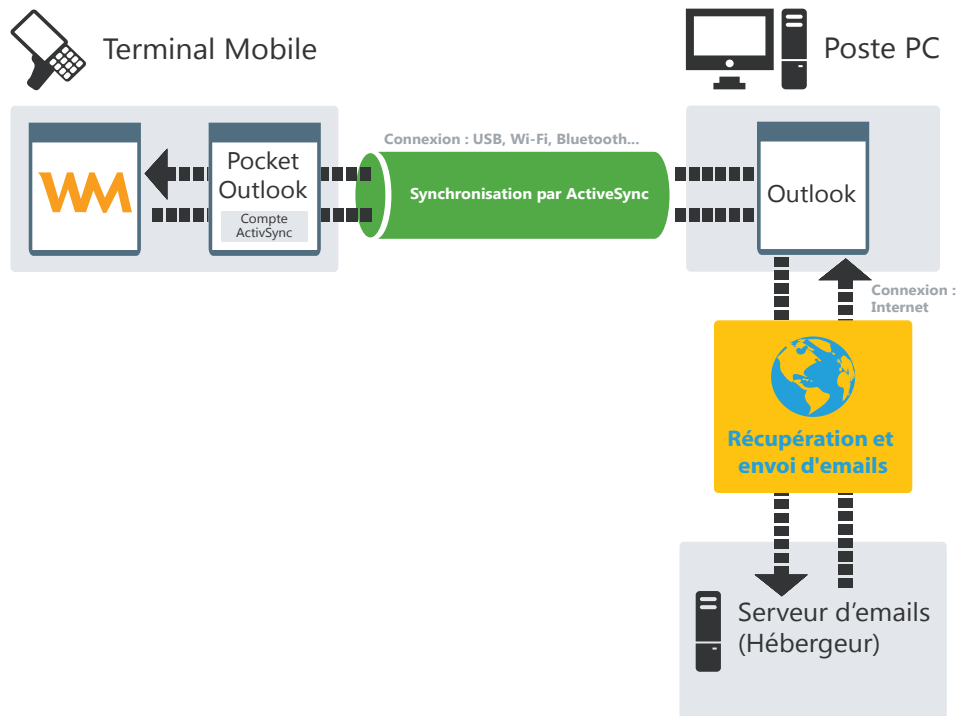 Terminal Mobile
Poste PC
Connexion : USB, Wi-Fi, Bluetooth...
WM
Pocket
Outlook
Compte
ActivSync
Synchronisation par ActiveSync
Outlook
Connexion :
Internet
Récupération et
envoi d'emails
Serveur d’emails
(Hébergeur)